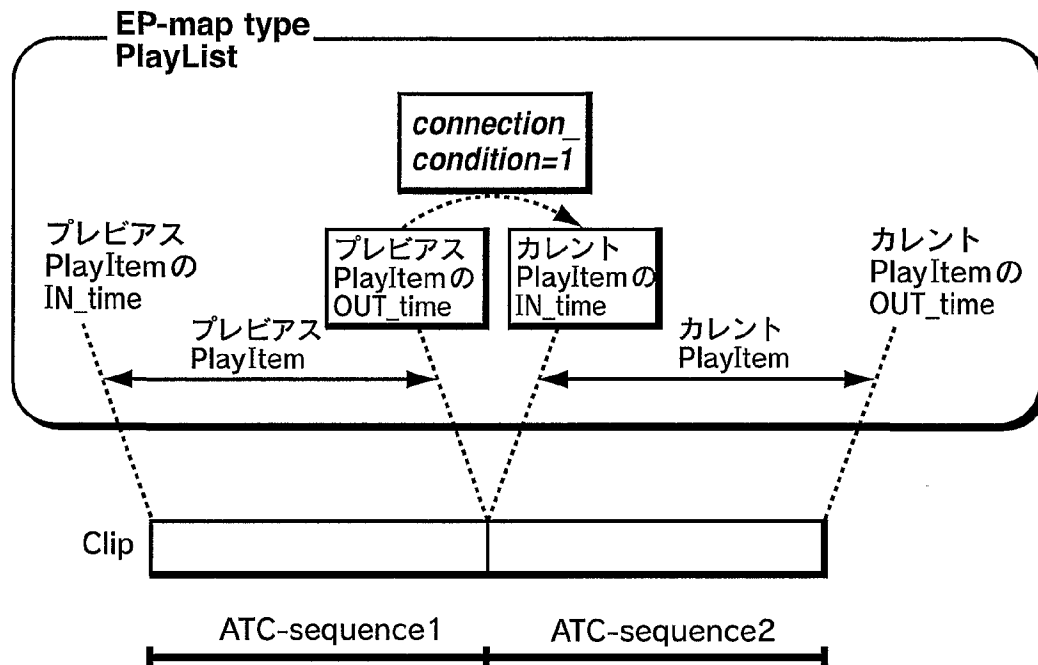 EP-map type
PlayList
connection_
condition=1
プレビアス
PlayItemの
IN_time
プレビアス
PlayItemの
OUT_time
カレント
PlayItemの
IN_time
カレント
PlayItemの
OUT_time
プレビアス
PlayItem
カレント
PlayItem
Clip
ATC-sequence1
ATC-sequence2